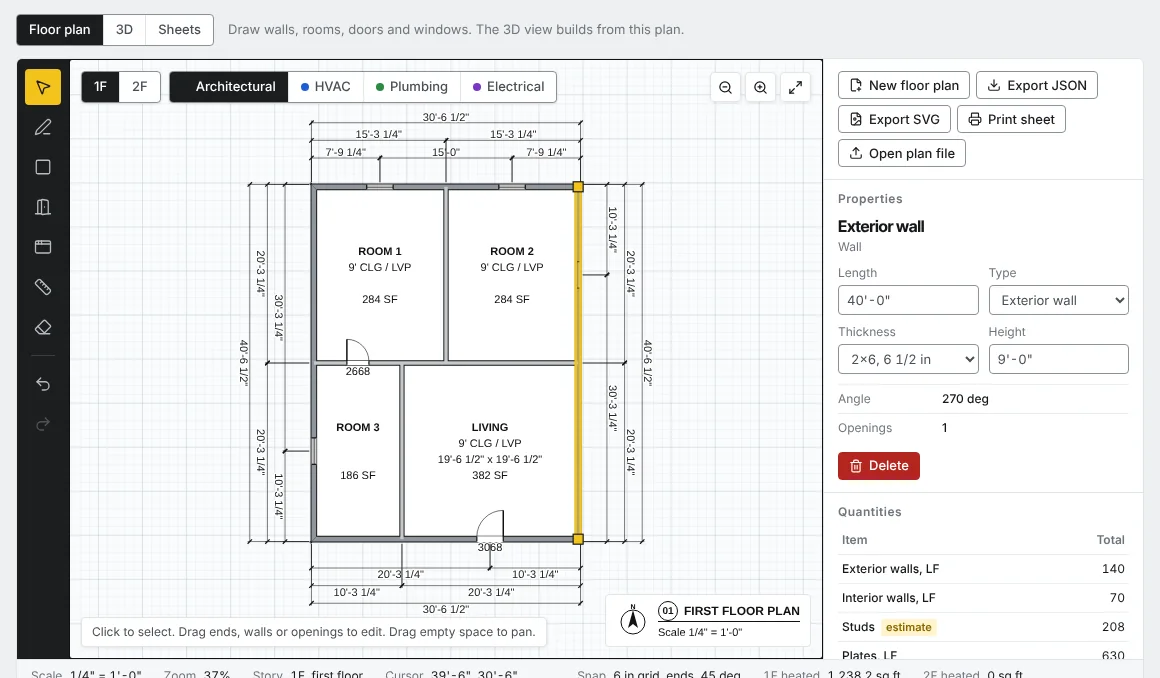 Floor plan 3D Sheets Draw walls, rooms, doors and windows. The 3D view builds from this plan.
1F 2F Architectural HVAC Plumbing Electrical
New floor plan Export JSON
Export SVG Print sheet
Open plan file
30'-6 1/2"
15'-3 1/4" 15'-3 1/4"
7'-9 1/4" 15'-0" 7'-9 1/4"
40'-6 1/2"
20'-3 1/4"
20'-3 1/4"
30'-3 1/4"
10'-3 1/4"
ROOM 1
9' CLG / LVP
284 SF
ROOM 2
9' CLG / LVP
284 SF
2668
ROOM 3
186 SF
LIVING
9' CLG / LVP
19'-6 1/2" x 19'-6 1/2"
382 SF
3068
10'-3 1/4"
30'-3 1/4"
20'-3 1/4"
20'-3 1/4"
40'-6 1/2"
20'-3 1/4" 10'-3 1/4"
10'-3 1/4" 20'-3 1/4"
30'-6 1/2"
Click to select. Drag ends, walls or openings to edit. Drag empty space to pan.
N
01 FIRST FLOOR PLAN
Scale 1/4" = 1'-0"
Properties
Exterior wall
Wall
Length Type
40'-0" Exterior wall
Thickness Height
2×6, 6 1/2 in 9'-0"
Angle 270 deg
Openings 1
Delete
Quantities
Item Total
Exterior walls, LF 140
Interior walls, LF 70
Studs estimate 208
Plates, LF 630
Scale 1/4" = 1'-0" Zoom 37% Story 1F, first floor Cursor 39'-6", 30'-6" Snap 6 in grid, ends, 45 deg 1F heated 1,238.2 sq ft 2F heated 0 sq ft